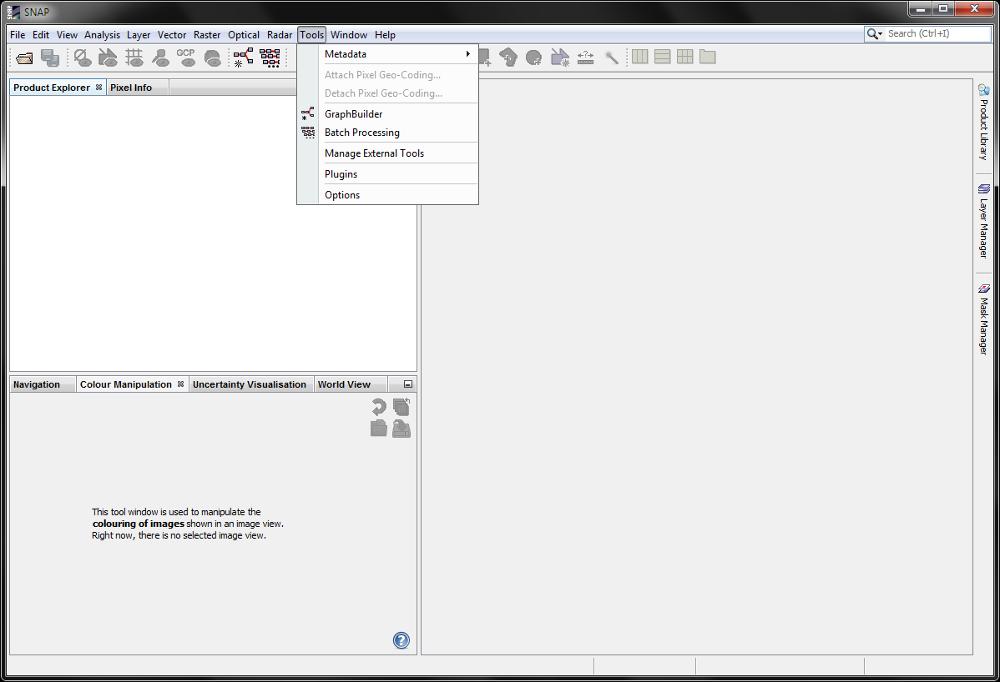 SNAP
SNAP
File Edit View Analysis Layer Vector Raster Optical Radar Tools Window Help
Search (Ctrl+I)
GCP
Metadata
Attach Pixel Geo-Coding...
Detach Pixel Geo-Coding...
GraphBuilder
Batch Processing
Manage External Tools
Plugins
Options
Product Explorer Pixel Info
Product Library
Layer Manager
Mask Manager
Navigation Colour Manipulation Uncertainty Visualisation World View
This tool window is used to manipulate the
colouring of images shown in an image view.
Right now, there is no selected image view.